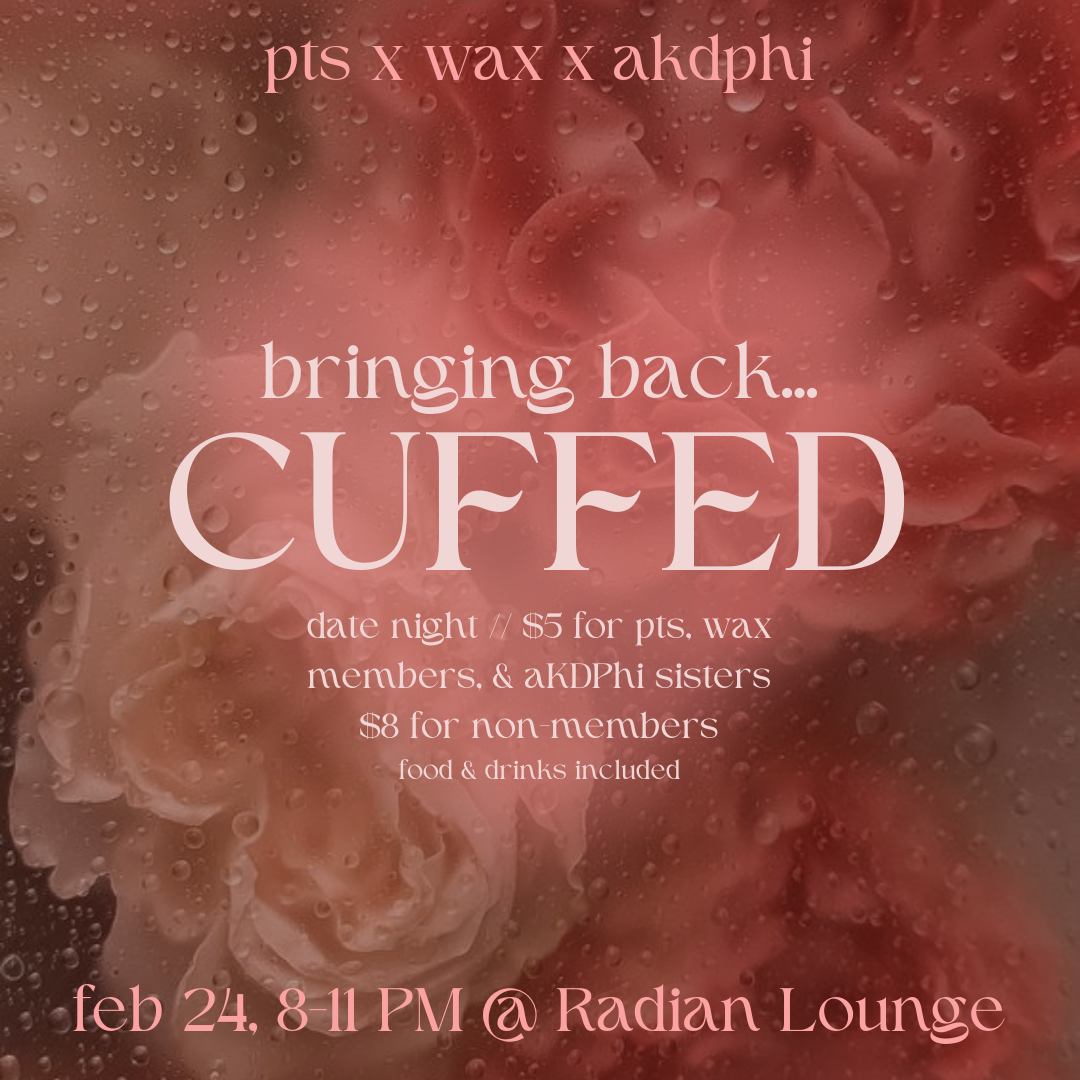 pts x wax x akdphi
bringing back...
CUFFED
date night // $5 for pts, wax
members, & aKDPhi sisters
$8 for non-members
food & drinks included
feb 24, 8-11 PM @ Radian Lounge